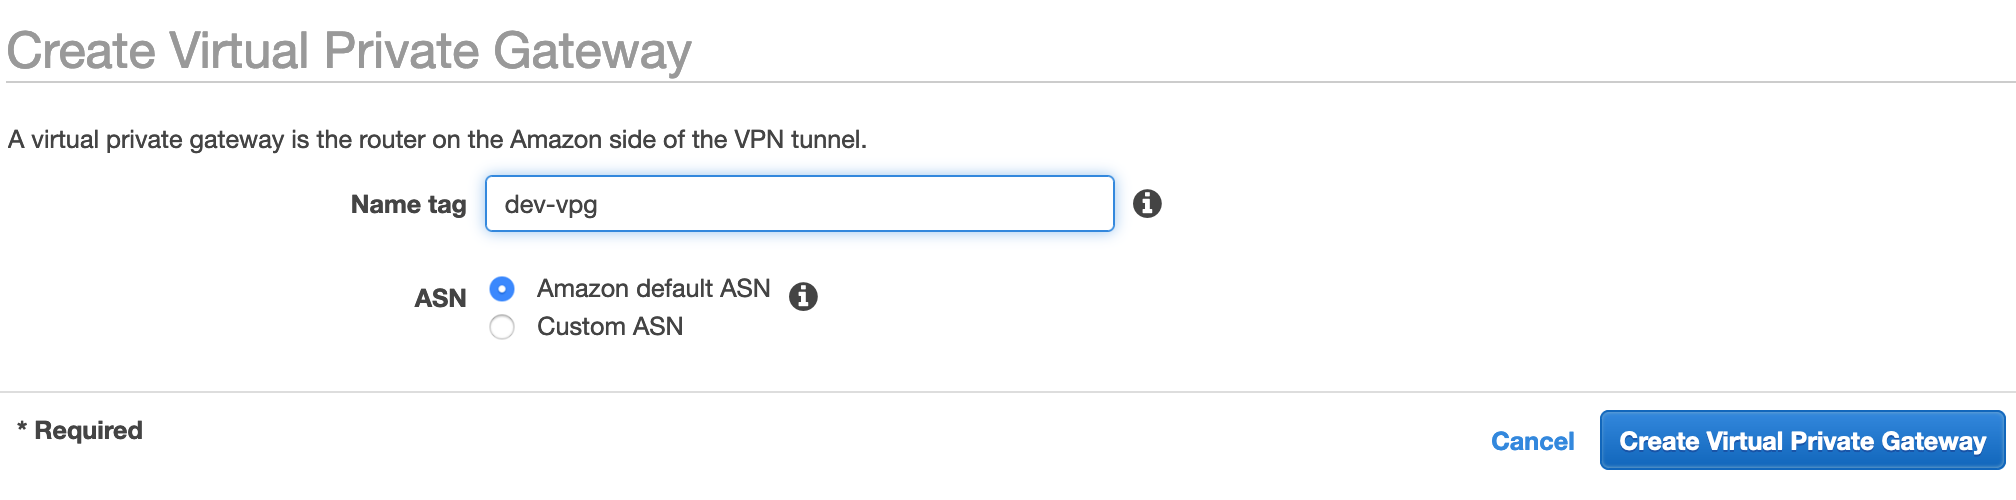 Create Virtual Private Gateway
A virtual private gateway is the router on the Amazon side of the VPN tunnel.
Name tag dev-vpg
ASN Amazon default ASN
Custom ASN
* Required
Cancel Create Virtual Private Gateway